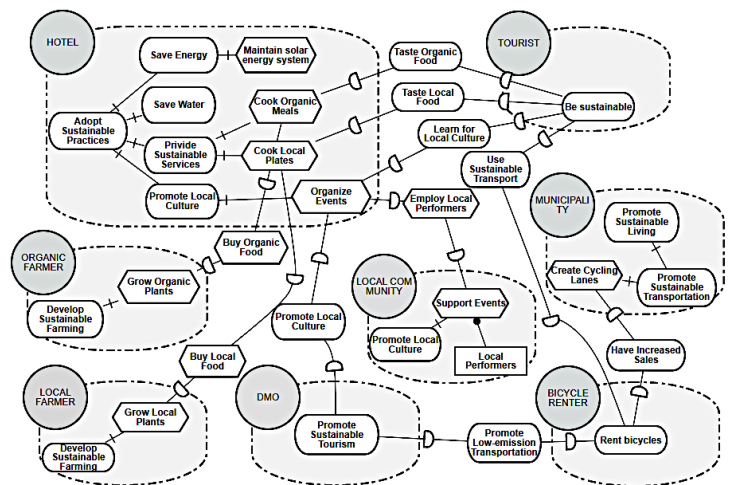 HOTEL
Save Energy
Maintain solar
energy system
Save Water
Cook Organic
Meals
Adopt
Sustainable
Practices
Privide
Sustainable
Services
Cook Local
Plates
Promote Local
Culture
Organize
Events
Taste Organic
Food
Taste Local
Food
Learn for
Local Culture
Use
Sustainable
Transport
TOURIST
Be sustainable
Employ Local
Performers
MUNICIPALI
TY
Promote
Sustainable
Living
Create Cycling
Lanes
Promote
Sustainable
Transportation
ORGANIC
FARMER
Buy Organic
Food
Grow Organic
Plants
Develop
Sustainable
Farming
Promote Local
Culture
LOCAL COM
MUNITY
Support Events
Promote Local
Culture
Local
Performers
Have Increased
Sales
Buy Local
Food
LOCAL
FARMER
Grow Local
Plants
Develop
Sustainable
Farming
DMO
Promote
Sustainable
Tourism
Promote
Low-emission
Transportation
BICYCLE
RENTER
Rent bicycles